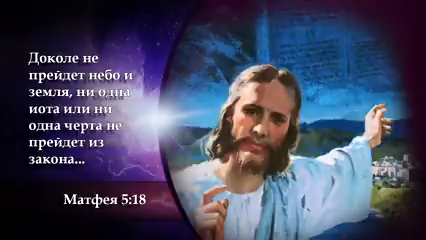 Доколе не
прейдет небо и
земля, ни одна
иота или ни
одна черта не
прейдет из
закона...
Матфея 5:18